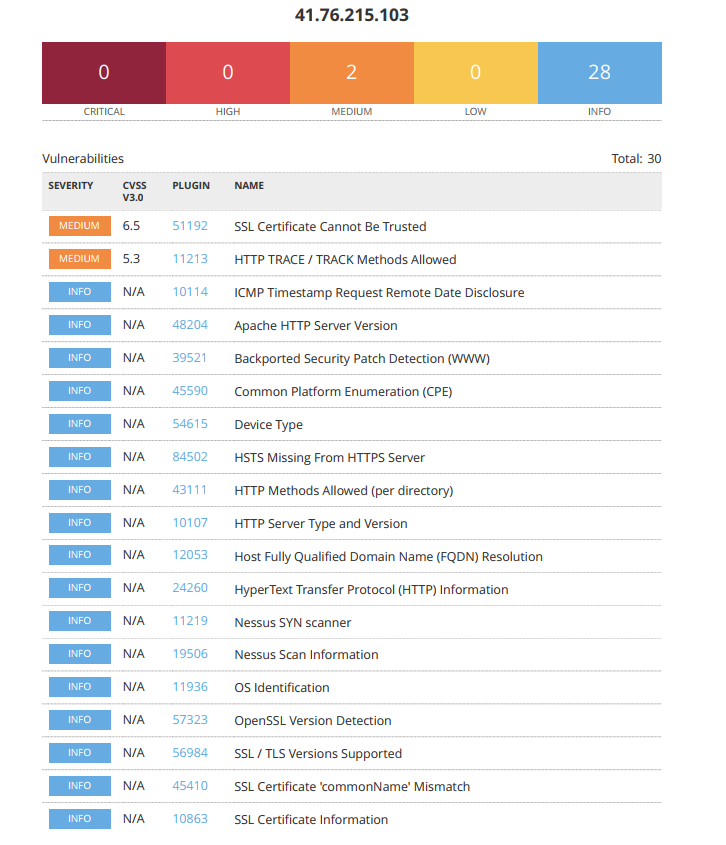 41.76.215.103
0 0 2 0 28
CRITICAL HIGH MEDIUM LOW INFO
Vulnerabilities Total: 30
SEVERITY CVSS V3.0 PLUGIN NAME
MEDIUM 6.5 51192 SSL Certificate Cannot Be Trusted
MEDIUM 5.3 11213 HTTP TRACE / TRACK Methods Allowed
INFO N/A 10114 ICMP Timestamp Request Remote Date Disclosure
INFO N/A 48204 Apache HTTP Server Version
INFO N/A 39521 Backported Security Patch Detection (WWW)
INFO N/A 45590 Common Platform Enumeration (CPE)
INFO N/A 54615 Device Type
INFO N/A 84502 HSTS Missing From HTTPS Server
INFO N/A 43111 HTTP Methods Allowed (per directory)
INFO N/A 10107 HTTP Server Type and Version
INFO N/A 12053 Host Fully Qualified Domain Name (FQDN) Resolution
INFO N/A 24260 HyperText Transfer Protocol (HTTP) Information
INFO N/A 11219 Nessus SYN scanner
INFO N/A 19506 Nessus Scan Information
INFO N/A 11936 OS Identification
INFO N/A 57323 OpenSSL Version Detection
INFO N/A 56984 SSL / TLS Versions Supported
INFO N/A 45410 SSL Certificate 'commonName' Mismatch
INFO N/A 10863 SSL Certificate Information